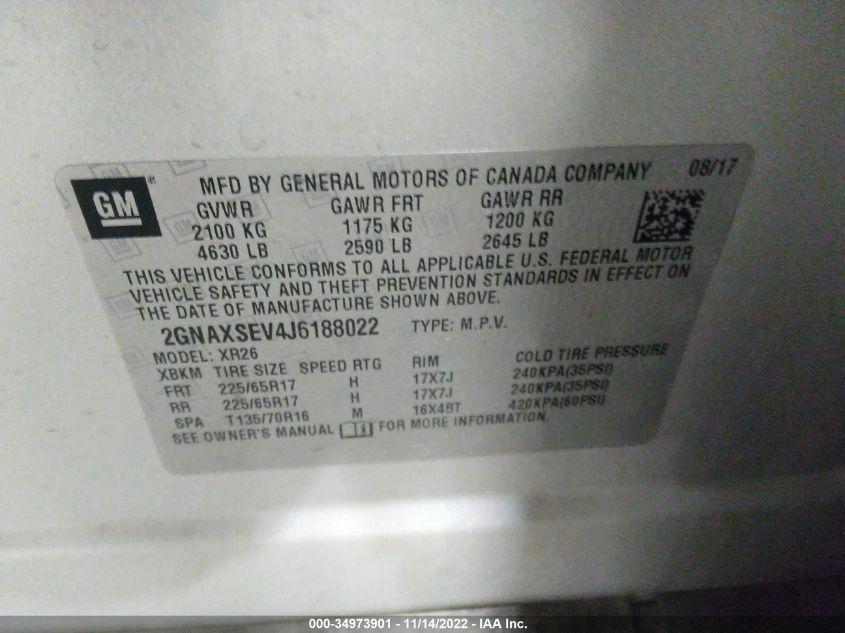 GM ®
MFD BY GENERAL MOTORS OF CANADA COMPANY 08/17
GVWR GAWR FRT GAWR RR
2100 KG 1175 KG 1200 KG
4630 LB 2590 LB 2645 LB
THIS VEHICLE CONFORMS TO ALL APPLICABLE U.S. FEDERAL MOTOR
VEHICLE SAFETY AND THEFT PREVENTION STANDARDS IN EFFECT ON
THE DATE OF MANUFACTURE SHOWN ABOVE.
2GNAXSEV4J6188022 TYPE: M.P.V.
MODEL: XR26
XBKM TIRE SIZE SPEED RTG RIM COLD TIRE PRESSURE
FRT 225/65R17 H 17X7J 240KPA(35PSI)
RR 225/65R17 H 17X7J 240KPA(35PSI)
SPA T135/70R16 M 16X4BT 420KPA(60PSI)
SEE OWNER'S MANUAL FOR MORE INFORMATION.
000-34973901 - 11/14/2022 - IAA Inc.